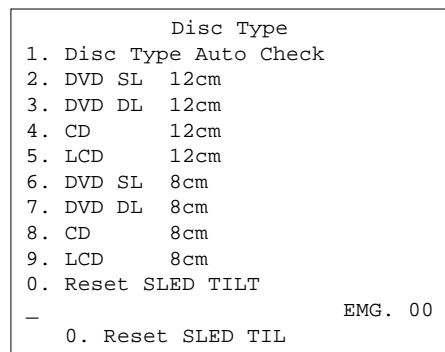 Disc Type
1. Disc Type Auto Check
2. DVD SL 12cm
3. DVD DL 12cm
4. CD 12cm
5. LCD 12cm
6. DVD SL 8cm
7. DVD DL 8cm
8. CD 8cm
9. LCD 8cm
0. Reset SLED TILT
_ EMG. 00
0. Reset SLED TIL